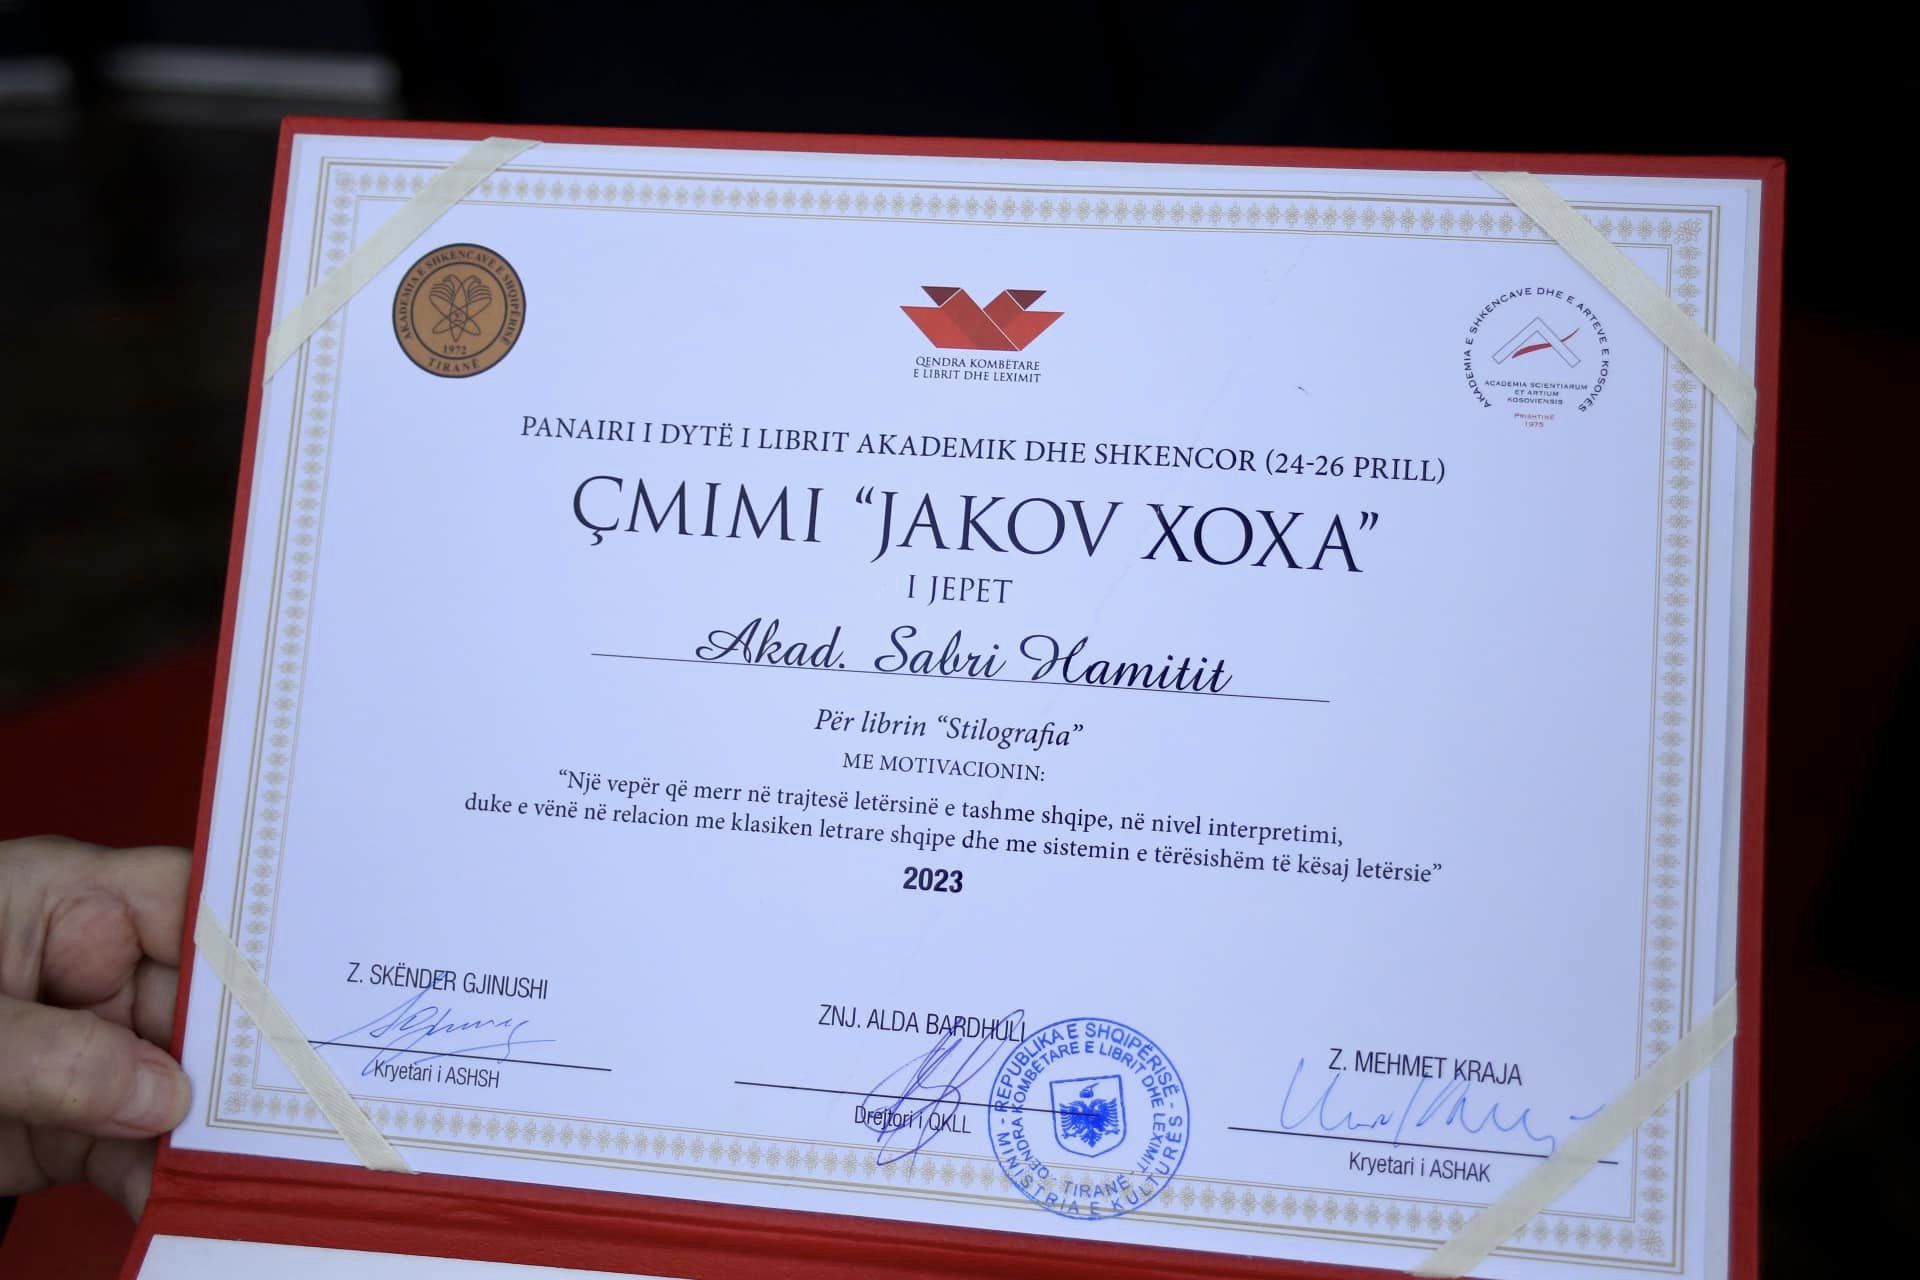 AKADEMIA E SHKENCAVE E SHQIPËRISË
1972
TIRANË
QENDRA KOMBËTARE
E LIBRIT DHE LEXIMIT
AKADEMIA E SHKENCAVE DHE E ARTEVE E KOSOVËS
ACADEMIA SCIENTIARUM
ET ARTIUM
KOSOVIENSIS
PRISHTINË
1975
PANAIRI I DYTË I LIBRIT AKADEMIK DHE SHKENCOR (24-26 PRILL)
ÇMIMI “JAKOV XOXA”
I JEPET
Akad. Sabri Hamitit
Për librin “Stilografia”
ME MOTIVACIONIN:
“Një vepër që merr në trajtesë letërsinë e tashme shqipe, në nivel interpretimi,
duke e vënë në relacion me klasiken letrare shqipe dhe me sistemin e tërësishëm të kësaj letërsie”
2023
Z. SKËNDER GJINUSHI
Kryetari i ASHSH
ZNJ. ALDA BARDHULI
Drejtori i QKLL
REPUBLIKA E SHQIPËRISË - MINISTRIA E KULTURËS
QENDRA KOMBËTARE E LIBRIT DHE LEXIMIT - TIRANË
Z. MEHMET KRAJA
Kryetari i ASHAK